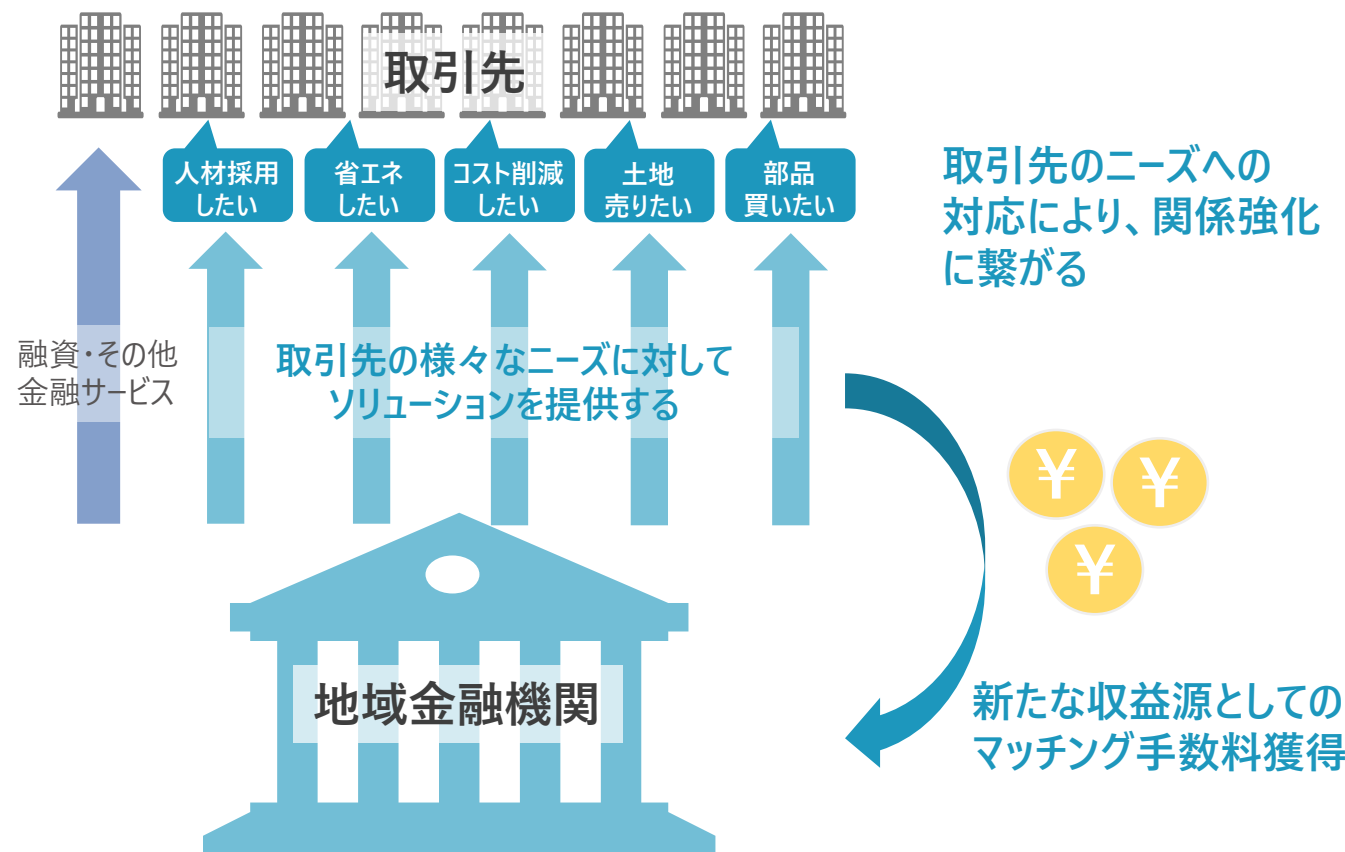 取引先
人材採用
したい
省エネ
したい
コスト削減
したい
土地
売りたい
部品
買いたい
取引先のニーズへの
対応により、関係強化
に繋がる
融資・その他
金融サービス
取引先の様々なニーズに対して
ソリューションを提供する
¥
¥
¥
地域金融機関
新たな収益源としての
マッチング手数料獲得